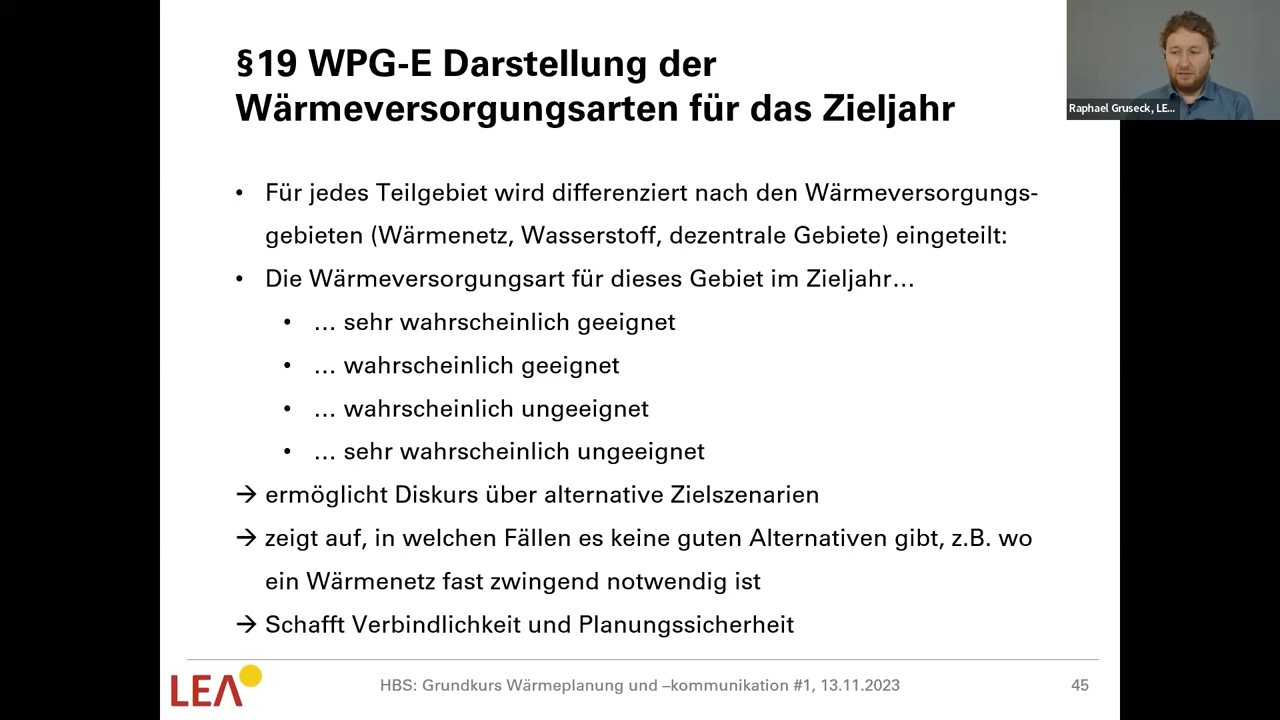 §19 WPG-E Darstellung der
Wärmeversorgungsarten für das Zieljahr
Raphael Gruseck, LE...
• Für jedes Teilgebiet wird differenziert nach den Wärmeversorgungs-
gebieten (Wärmenetz, Wasserstoff, dezentrale Gebiete) eingeteilt:
• Die Wärmeversorgungsart für dieses Gebiet im Zieljahr…
• … sehr wahrscheinlich geeignet
• … wahrscheinlich geeignet
• … wahrscheinlich ungeeignet
• … sehr wahrscheinlich ungeeignet
→ ermöglicht Diskurs über alternative Zielszenarien
→ zeigt auf, in welchen Fällen es keine guten Alternativen gibt, z.B. wo
ein Wärmenetz fast zwingend notwendig ist
→ Schafft Verbindlichkeit und Planungssicherheit
LEA
HBS: Grundkurs Wärmeplanung und –kommunikation #1, 13.11.2023
45